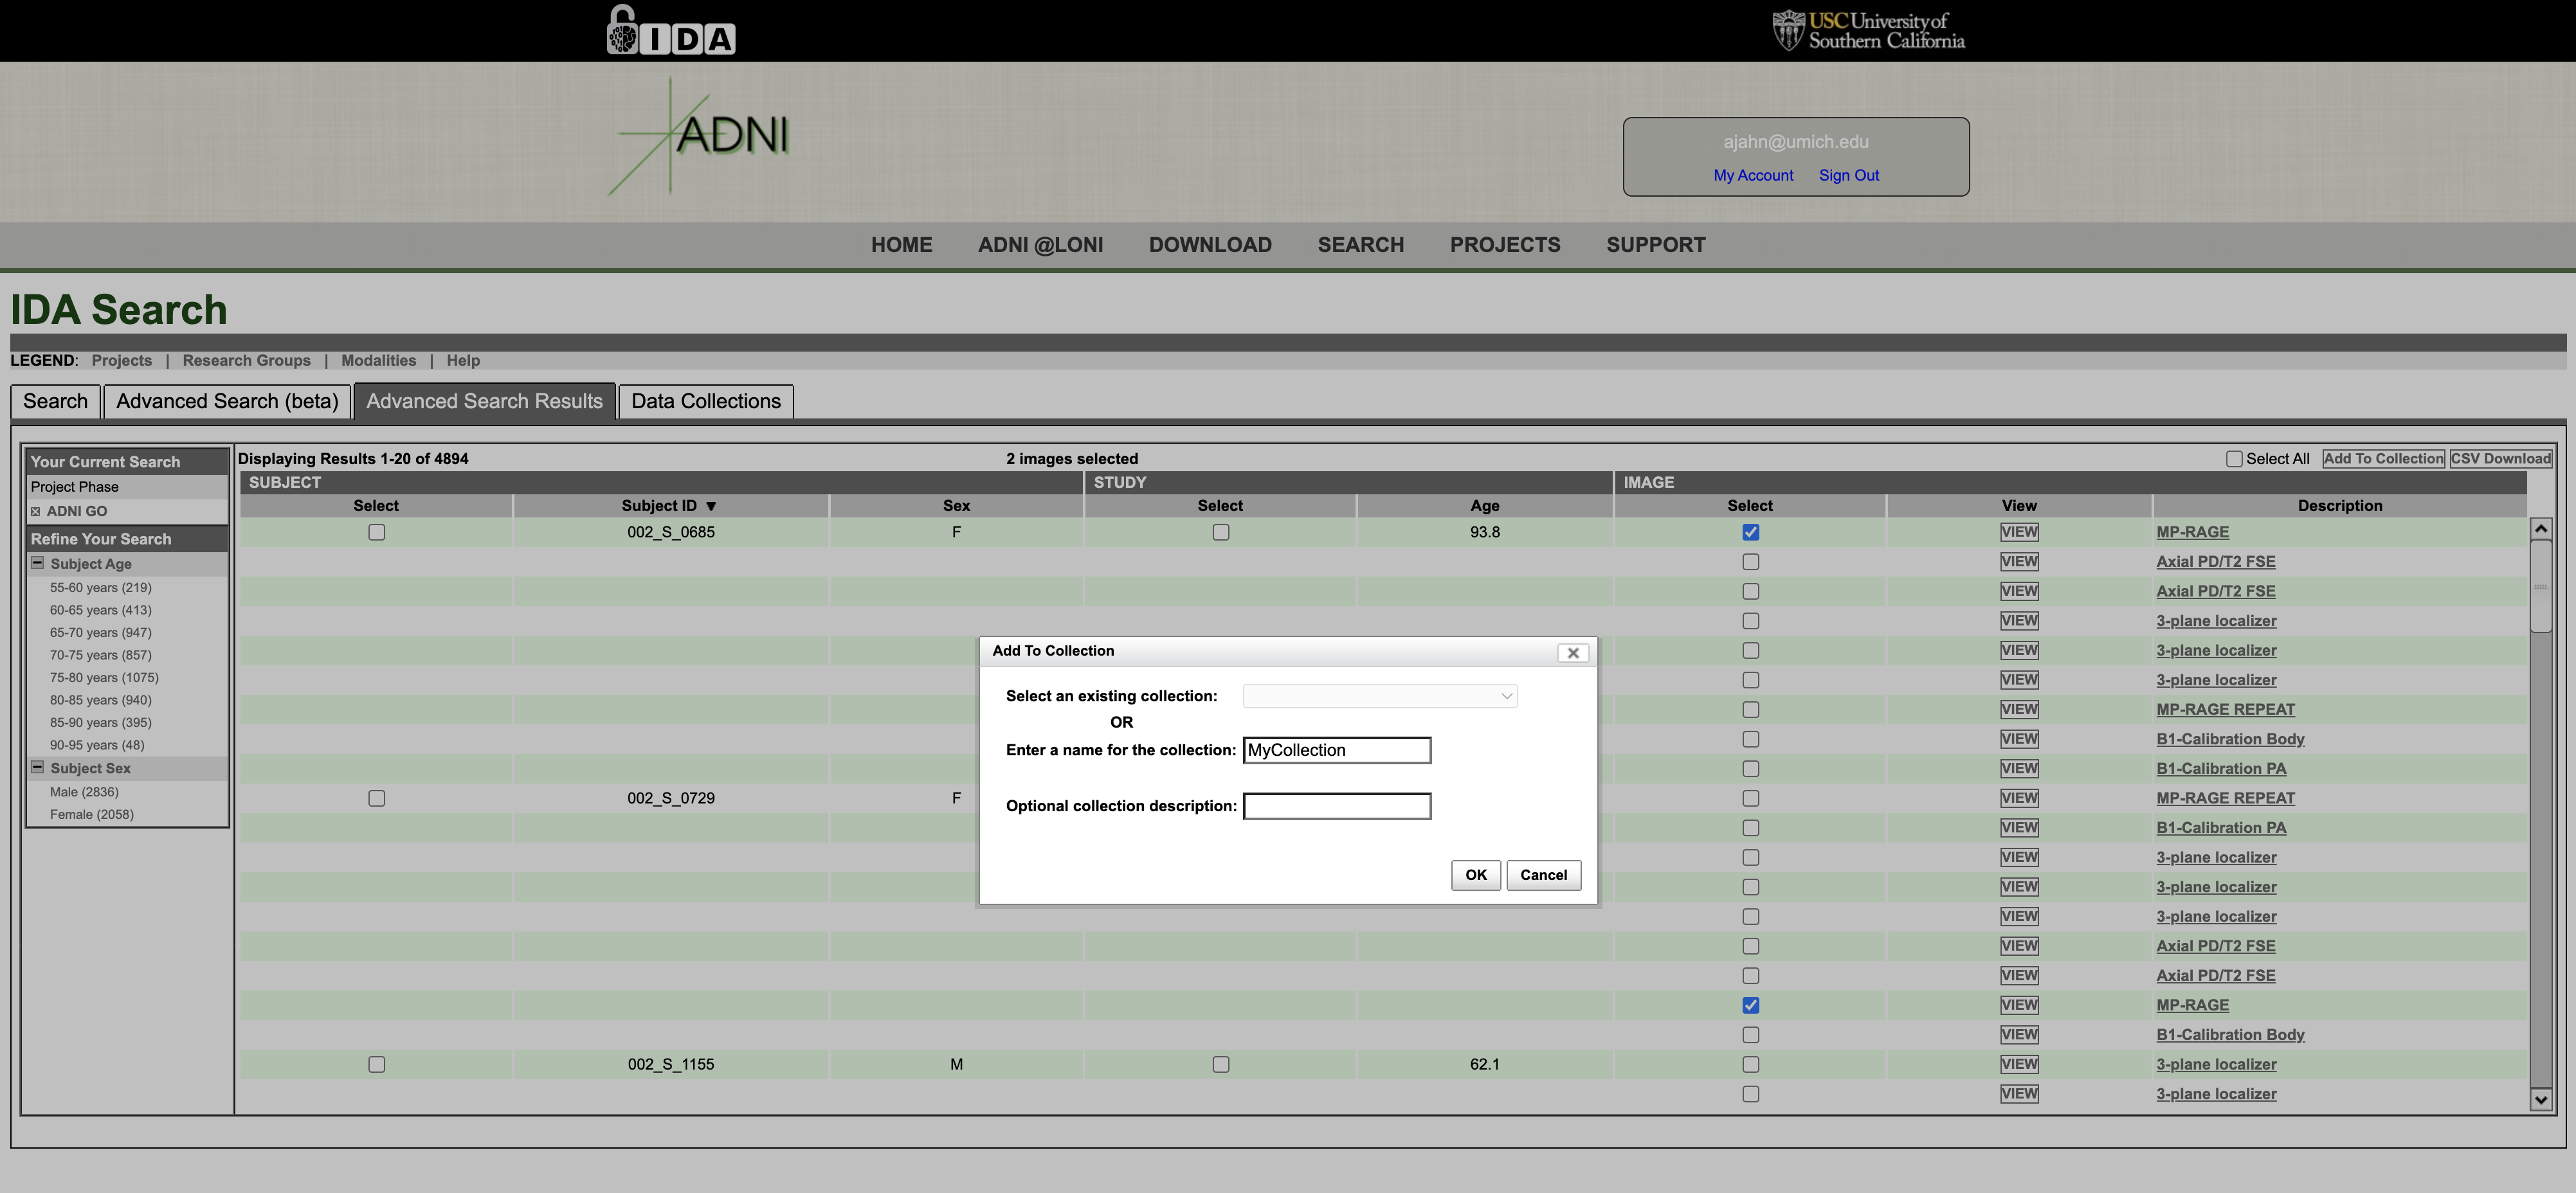 IDA
USC University of
Southern California
ADNI
ajahn@umich.edu
My Account Sign Out
HOME ADNI @LONI DOWNLOAD SEARCH PROJECTS SUPPORT
IDA Search
LEGEND: Projects | Research Groups | Modalities | Help
Search Advanced Search (beta) Advanced Search Results Data Collections
Your Current Search
Project Phase
ADNI GO
Refine Your Search
Subject Age
55-60 years (219)
60-65 years (413)
65-70 years (947)
70-75 years (857)
75-80 years (1075)
80-85 years (940)
85-90 years (395)
90-95 years (48)
Subject Sex
Male (2836)
Female (2058)
Displaying Results 1-20 of 4894 2 images selected Select All Add To Collection CSV Download
SUBJECT STUDY IMAGE
Select Subject ID ▼ Sex Select Age Select View Description
002_S_0685 F 93.8 VIEW MP-RAGE
VIEW Axial PD/T2 FSE
VIEW Axial PD/T2 FSE
VIEW 3-plane localizer
VIEW 3-plane localizer
VIEW 3-plane localizer
VIEW MP-RAGE REPEAT
VIEW B1-Calibration Body
VIEW B1-Calibration PA
002_S_0729 F VIEW MP-RAGE REPEAT
VIEW B1-Calibration PA
VIEW 3-plane localizer
VIEW 3-plane localizer
VIEW 3-plane localizer
VIEW Axial PD/T2 FSE
VIEW Axial PD/T2 FSE
VIEW MP-RAGE
VIEW B1-Calibration Body
002_S_1155 M 62.1 VIEW 3-plane localizer
VIEW 3-plane localizer
Add To Collection
Select an existing collection:
OR
Enter a name for the collection: MyCollection
Optional collection description:
OK Cancel